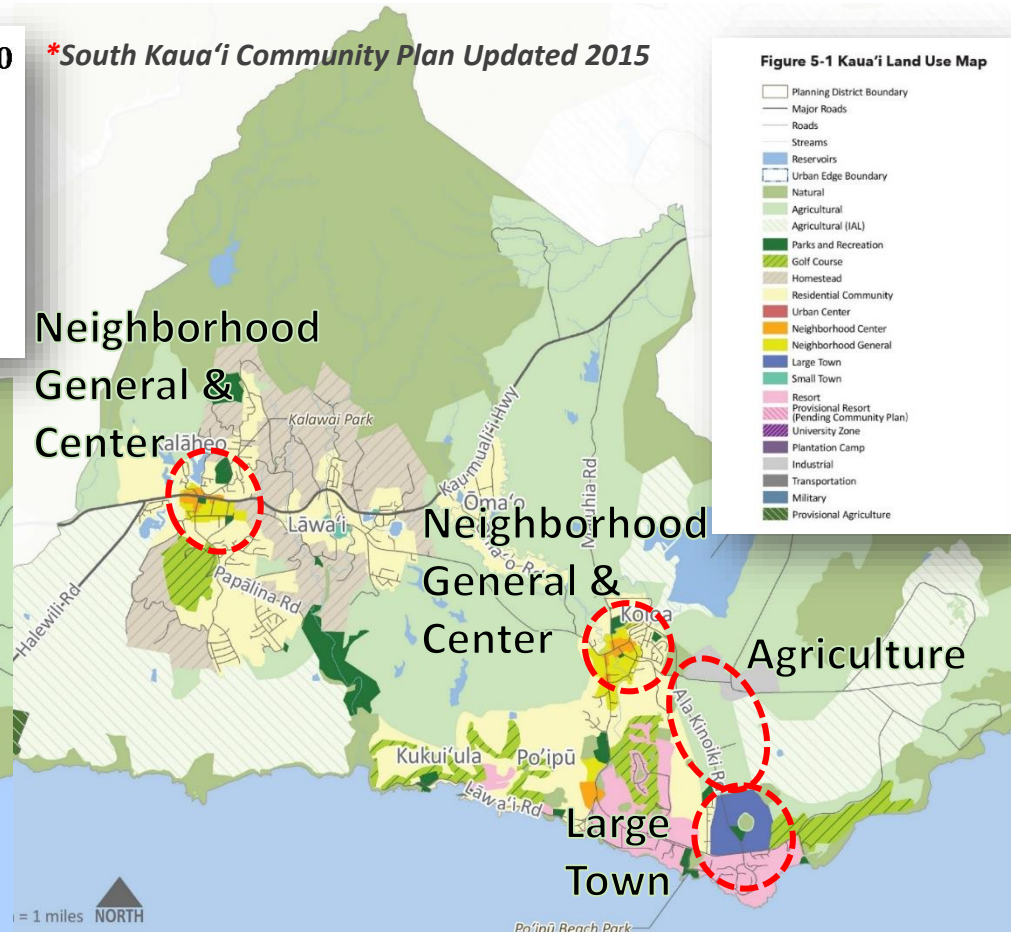 0
*South Kaua‘i Community Plan Updated 2015
Figure 5-1 Kaua‘i Land Use Map
Planning District Boundary
Major Roads
Roads
Streams
Reservoirs
Urban Edge Boundary
Natural
Agricultural
Agricultural (IAL)
Parks and Recreation
Golf Course
Homestead
Residential Community
Urban Center
Neighborhood Center
Neighborhood General
Large Town
Small Town
Resort
Provisional Resort
(Pending Community Plan)
University Zone
Plantation Camp
Industrial
Transportation
Military
Provisional Agriculture
Neighborhood
General &
Center
Kalawai Park
Kalāheo
Kaumuali‘i Hwy
Lāwa‘i
Ōma‘o
Papālina-Rd
Halewili-Rd
Neighborhood
General &
Center
Kōloa
Agriculture
Ala-Kinoiki-R
Kukui‘ula
Po‘ipū
Lāwa‘i-Rd
Large
Town
= 1 miles
NORTH
Po‘ipū Beach Park